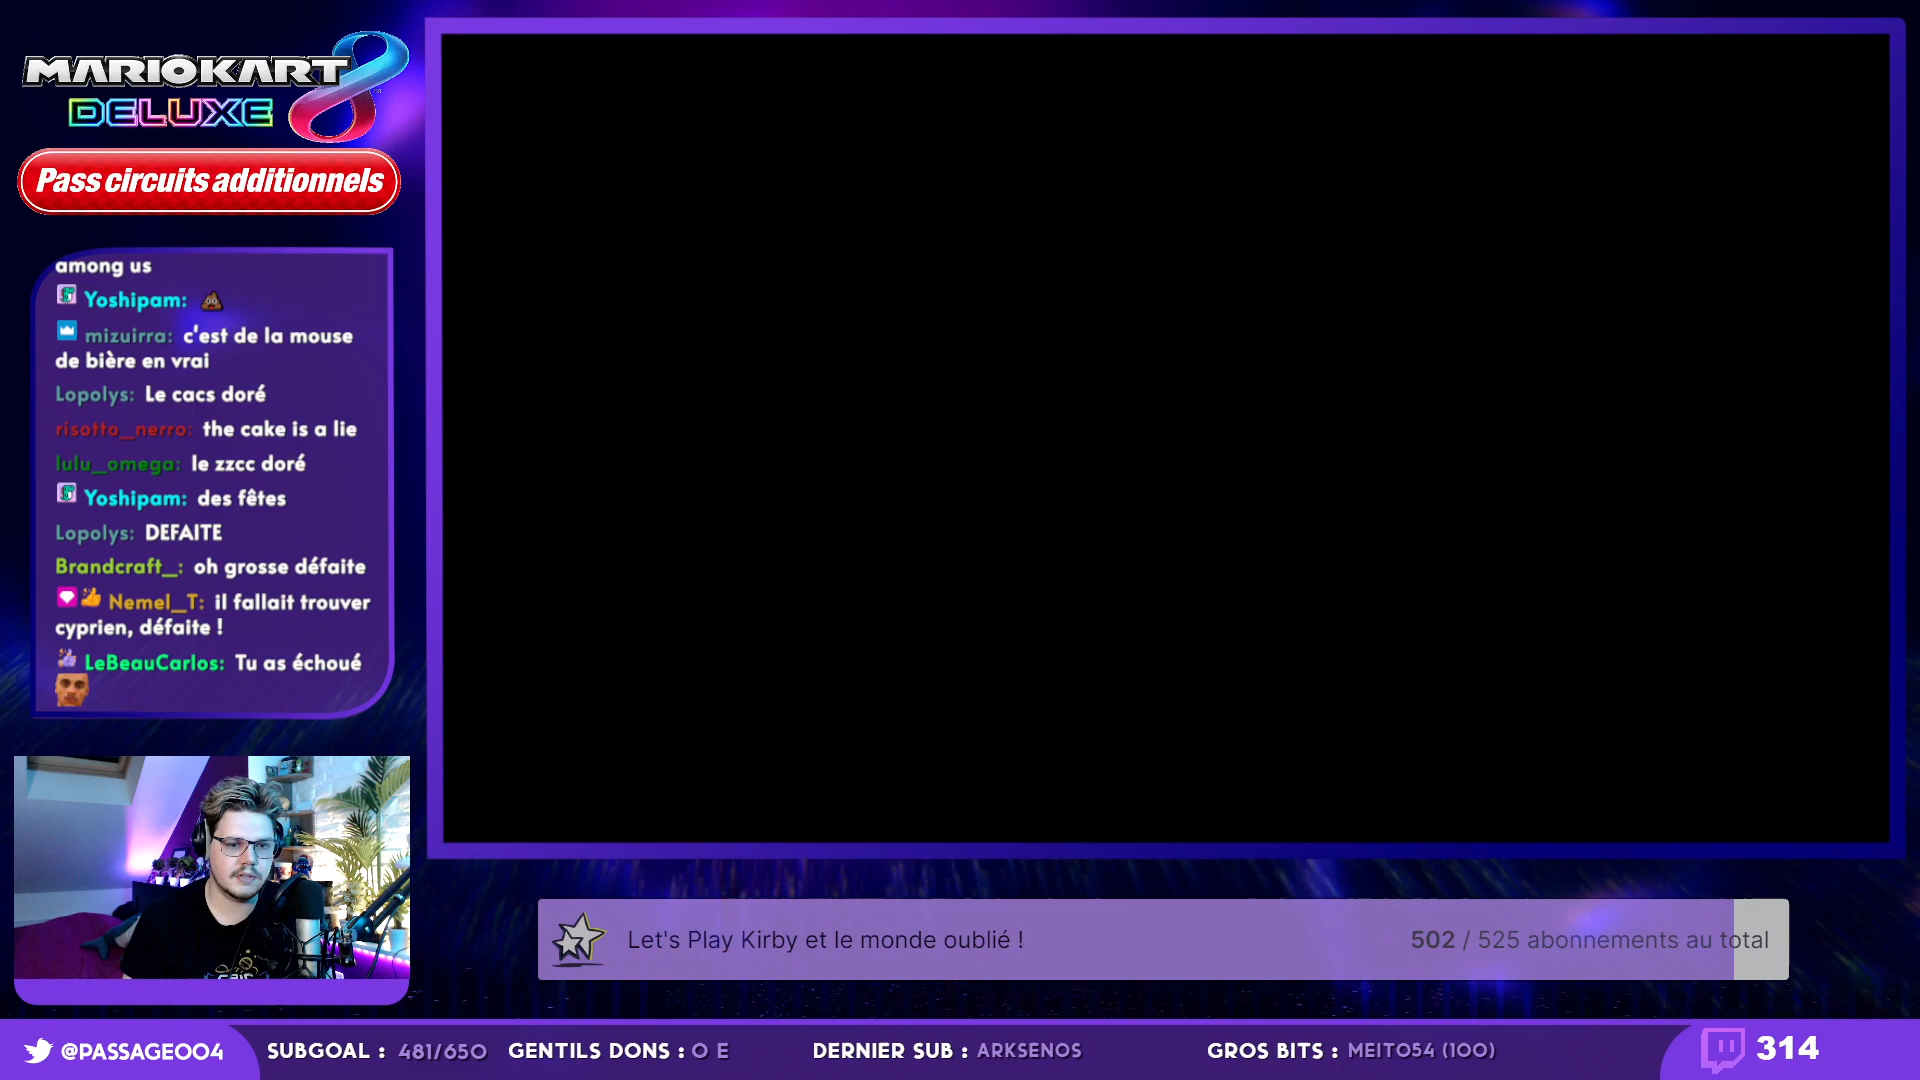 MARIOKART 8
DELUXE
Pass circuits additionnels
among us
Yoshipam:
mizuirra: c'est de la mouse
de bière en vrai
Lopolys: Le cacs doré
risotto_nerro: the cake is a lie
lulu_omega: le zzcc doré
Yoshipam: des fêtes
Lopolys: DEFAITE
Brandcraft_: oh grosse défaite
Nemel_T: il fallait trouver
cyprien, défaite !
LeBeauCarlos: Tu as échoué
Let's Play Kirby et le monde oublié !
502 / 525 abonnements au total
@PASSAGE004
SUBGOAL : 481/650
GENTILS DONS : 0 E
DERNIER SUB : ARKSENOS
GROS BITS : MEITO54 (100)
314